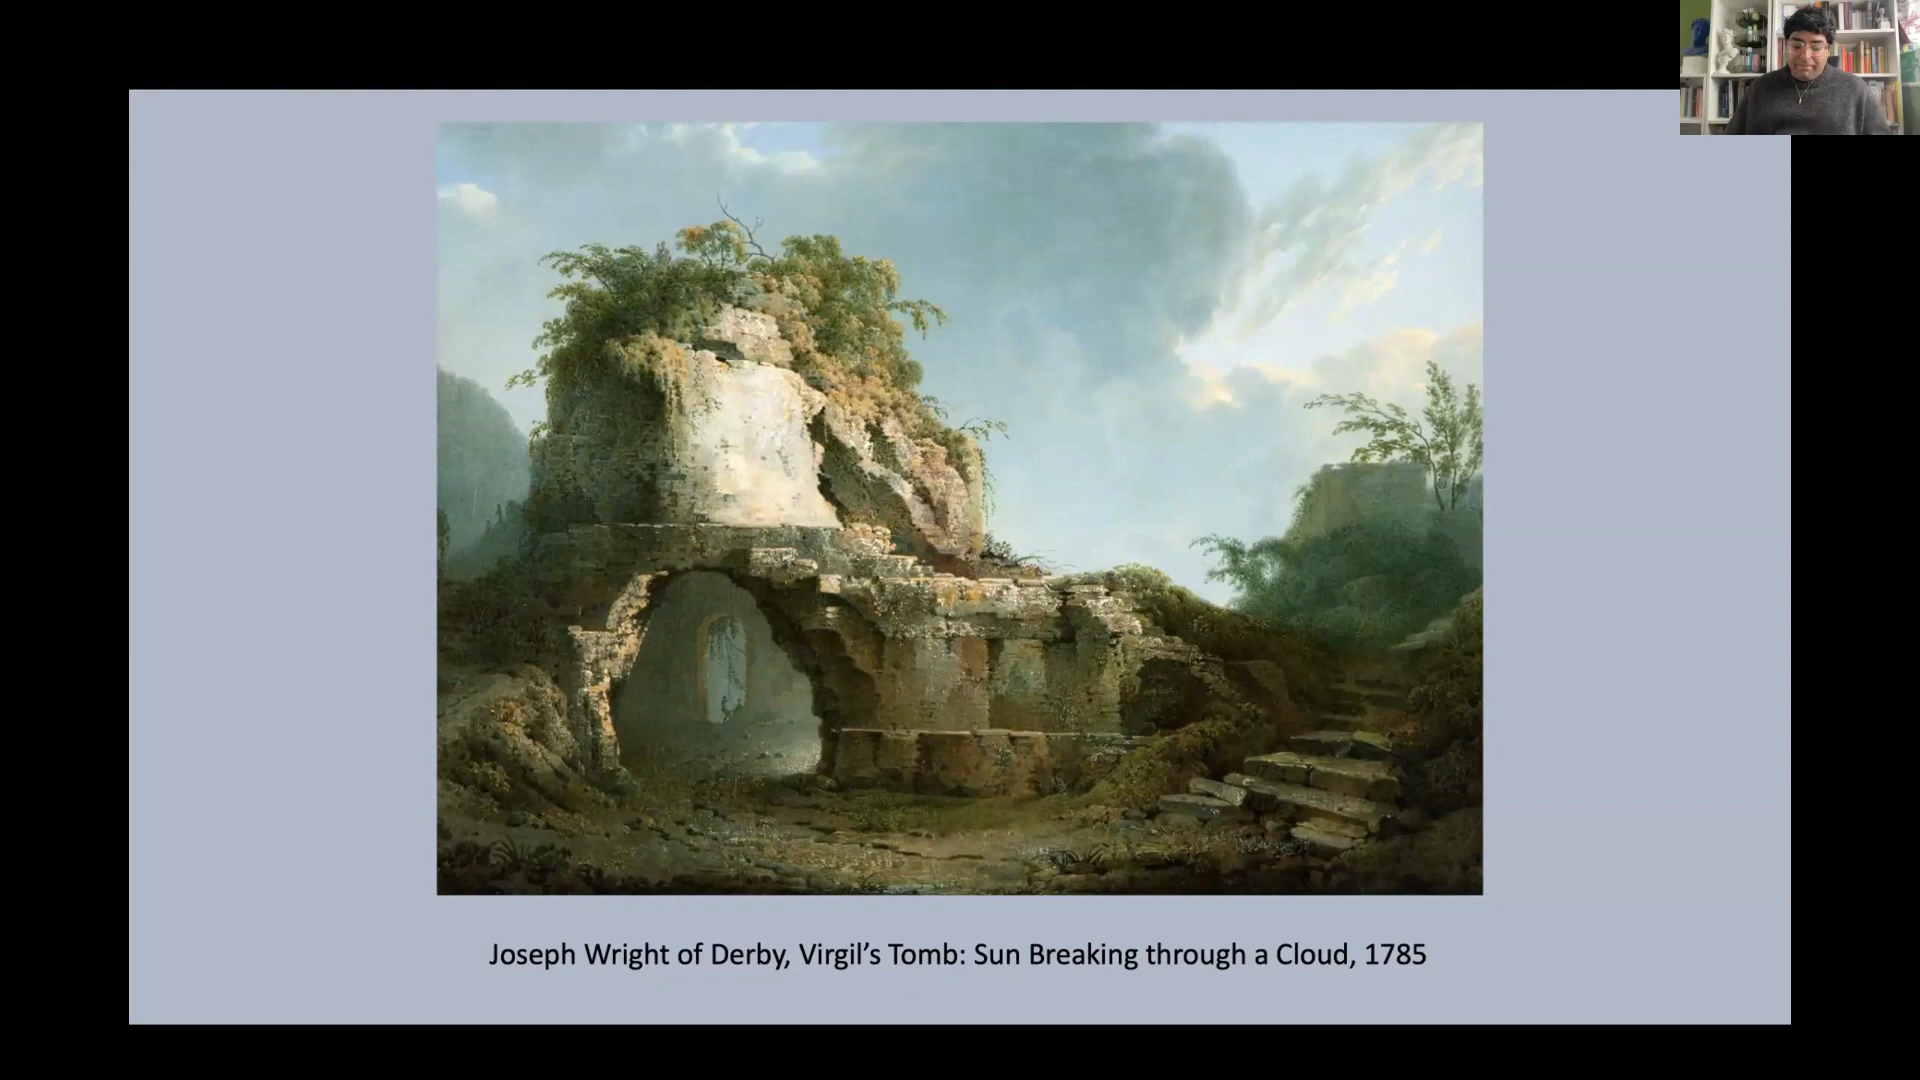 Joseph Wright of Derby, Virgil’s Tomb: Sun Breaking through a Cloud, 1785